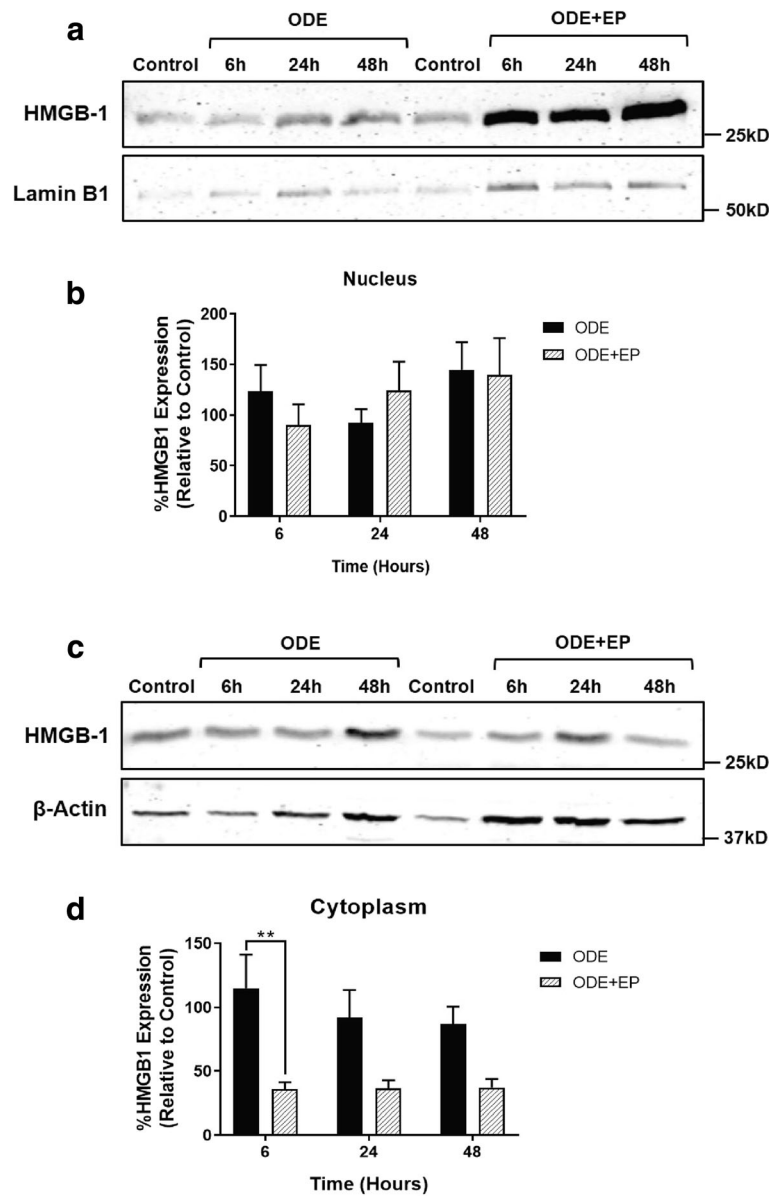 a
ODE
ODE+EP
Control 6h 24h 48h Control 6h 24h 48h
HMGB-1
25kD
Lamin B1
50kD
b
Nucleus
%HMGB1 Expression
(Relative to Control)
200
150
100
50
0
6 24 48
Time (Hours)
ODE
ODE+EP
c
ODE
ODE+EP
Control 6h 24h 48h Control 6h 24h 48h
HMGB-1
25kD
β-Actin
37kD
d
Cytoplasm
%HMGB1 Expression
(Relative to Control)
150
100
50
0
**
6 24 48
Time (Hours)
ODE
ODE+EP